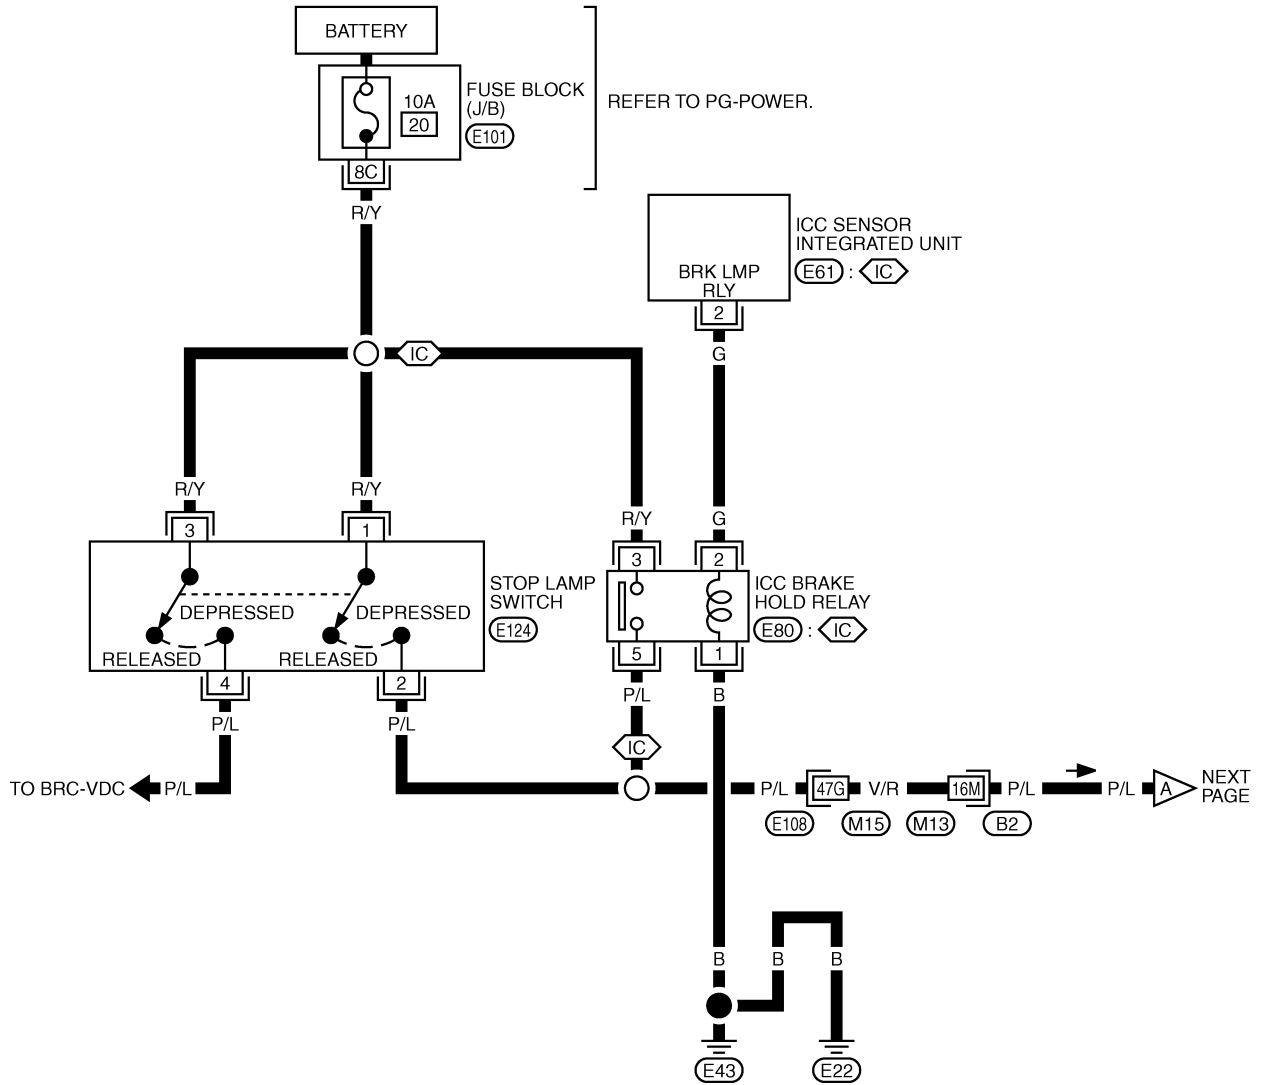 BATTERY
10A
20
FUSE BLOCK
(J/B)
E101
REFER TO PG-POWER.
8C
R/Y
ICC SENSOR
INTEGRATED UNIT
E61 : IC
BRK LMP
RLY
2
G
IC
R/Y
R/Y
R/Y
G
3
1
3
2
STOP LAMP
SWITCH
E124
ICC BRAKE
HOLD RELAY
E80 : IC
DEPRESSED
DEPRESSED
RELEASED
RELEASED
4
2
5
1
P/L
P/L
P/L
B
IC
TO BRC-VDC
P/L
P/L
47G
V/R
16M
P/L
P/L
A
NEXT
PAGE
E108
M15
M13
B2
B
B
B
E43
E22